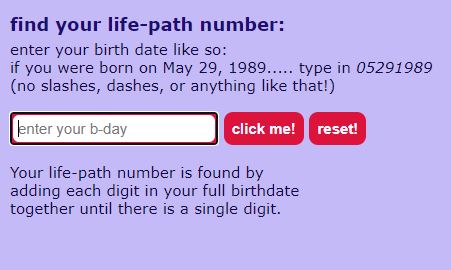 find your life-path number:
enter your birth date like so:
if you were born on May 29, 1989..... type in 05291989
(no slashes, dashes, or anything like that!)
enter your b-day click me! reset!
Your life-path number is found by
adding each digit in your full birthdate
together until there is a single digit.